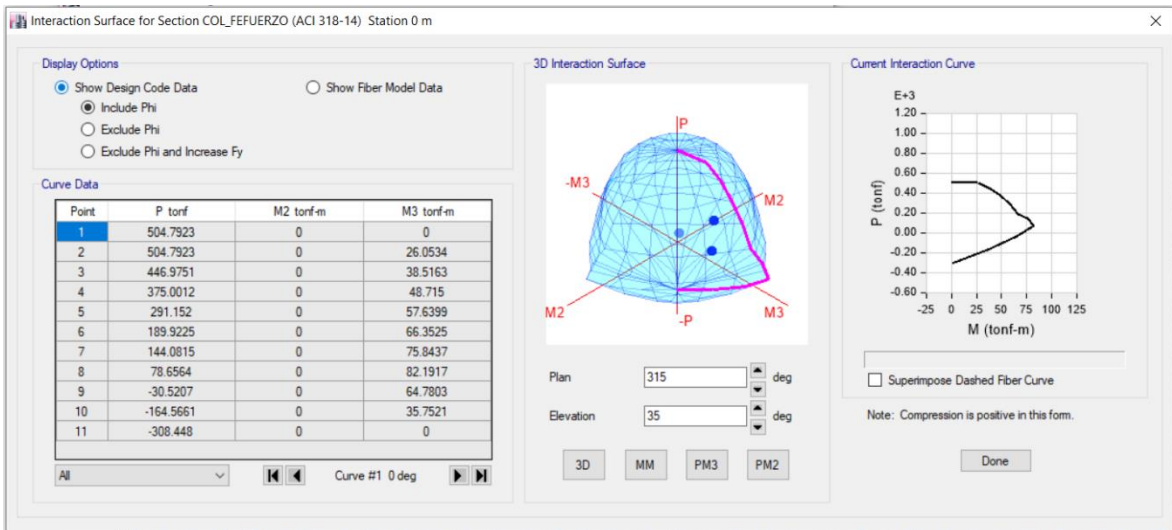 Interaction Surface for Section COL_FEFUERZO (ACI 318-14) Station 0 m
Display Options
Show Design Code Data
Show Fiber Model Data
Include Phi
Exclude Phi
Exclude Phi and Increase Fy
Curve Data
Point P tonf M2 tonf-m M3 tonf-m
1 504.7923 0 0
2 504.7923 0 26.0534
3 446.9751 0 38.5163
4 375.0012 0 48.715
5 291.152 0 57.6399
6 189.9225 0 66.3525
7 144.0815 0 75.8437
8 78.6564 0 82.1917
9 -30.5207 0 64.7803
10 -164.5661 0 35.7521
11 -308.448 0 0
All
Curve #1 0 deg
3D Interaction Surface
P
-M3
M2
M2
M3
-P
Plan 315 deg
Elevation 35 deg
3D MM PM3 PM2
Current Interaction Curve
E+3
1.20
1.00
0.80
0.60
0.40
0.20
0.00
-0.20
-0.40
-0.60
P (tonf)
-25 0 25 50 75 100 125
M (tonf-m)
Superimpose Dashed Fiber Curve
Note: Compression is positive in this form.
Done